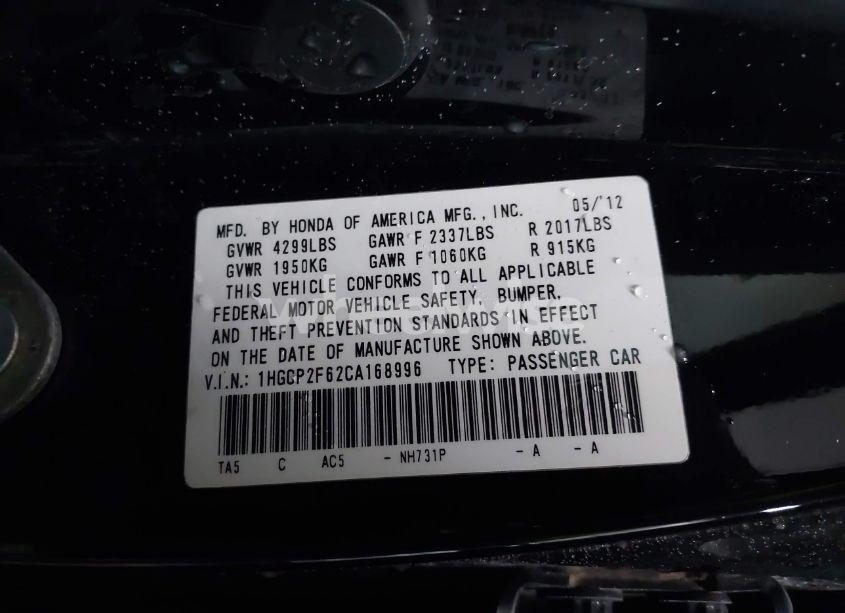 MFD. BY HONDA OF AMERICA MFG., INC. 05/12
GVWR 4299LBS GAWR F 2337LBS R 2017LBS
GVWR 1950KG GAWR F 1060KG R 915KG
THIS VEHICLE CONFORMS TO ALL APPLICABLE
FEDERAL MOTOR VEHICLE SAFETY, BUMPER,
AND THEFT PREVENTION STANDARDS IN EFFECT
ON THE DATE OF MANUFACTURE SHOWN ABOVE.
V.I.N.: 1HGCP2F62CA168996 TYPE: PASSENGER CAR
TA5 C AC5 - NH731P - A - A